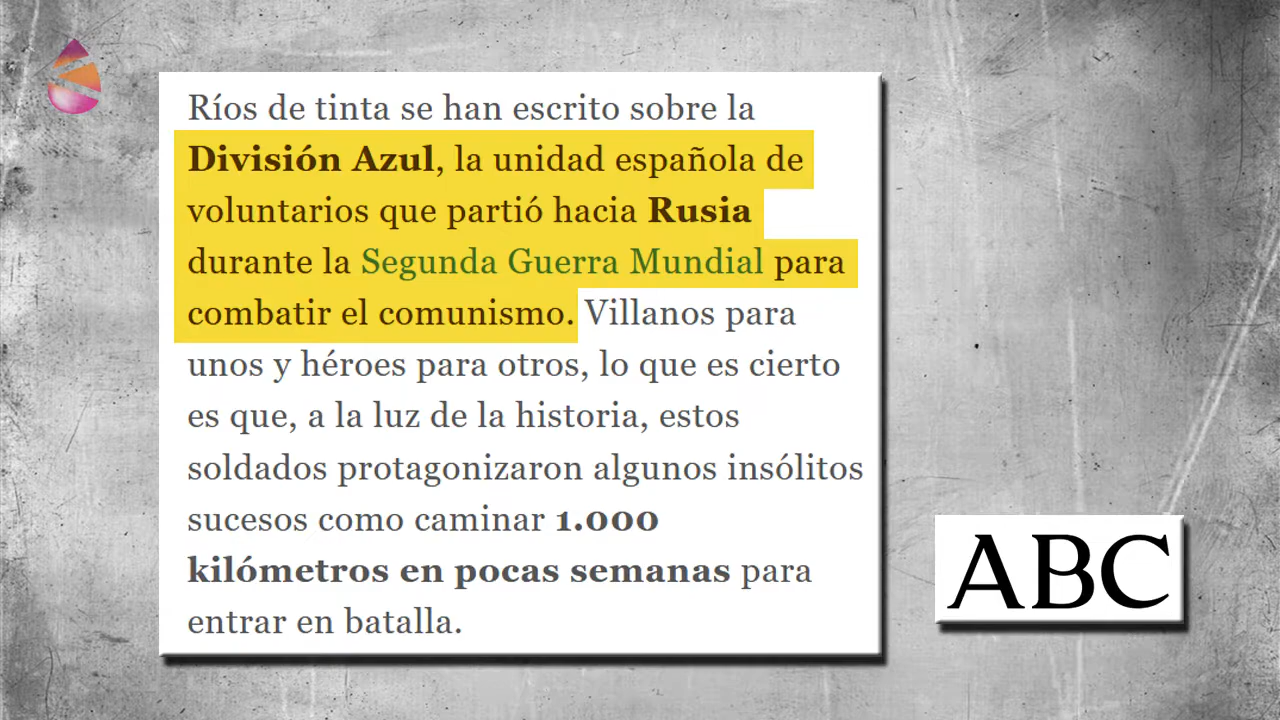 Ríos de tinta se han escrito sobre la
División Azul, la unidad española de
voluntarios que partió hacia Rusia
durante la Segunda Guerra Mundial para
combatir el comunismo. Villanos para
unos y héroes para otros, lo que es cierto
es que, a la luz de la historia, estos
soldados protagonizaron algunos insólitos
sucesos como caminar 1.000
kilómetros en pocas semanas para
entrar en batalla.
ABC